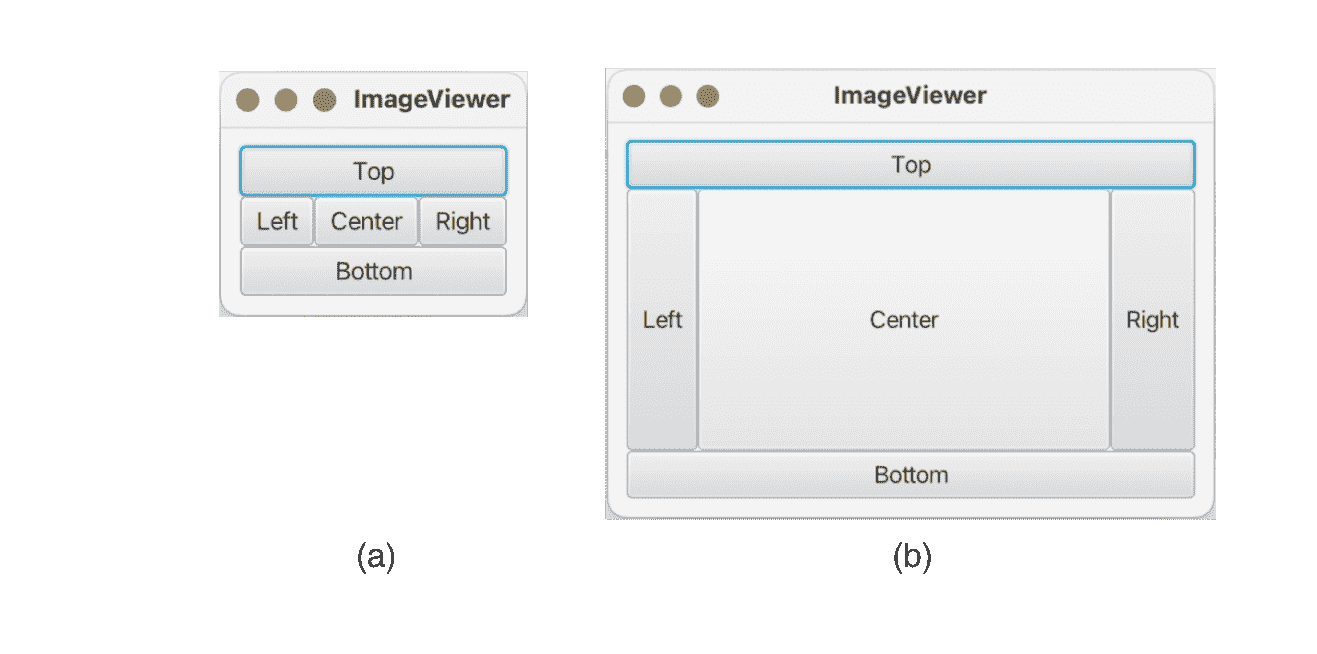 ImageViewer
Top
Left Center Right
Bottom
(a)
ImageViewer
Top
Left Center Right
Bottom
(b)